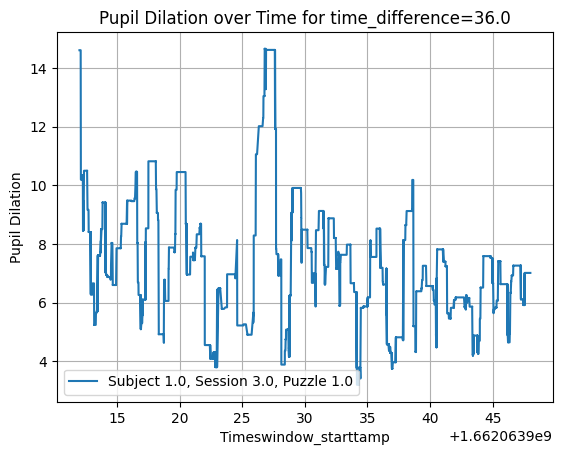 Pupil Dilation over Time for time_difference=36.0
14
12
10
8
6
4
Pupil Dilation
Subject 1.0, Session 3.0, Puzzle 1.0
15 20 25 30 35 40 45
Timeswindow_starttamp
+1.6620639e9